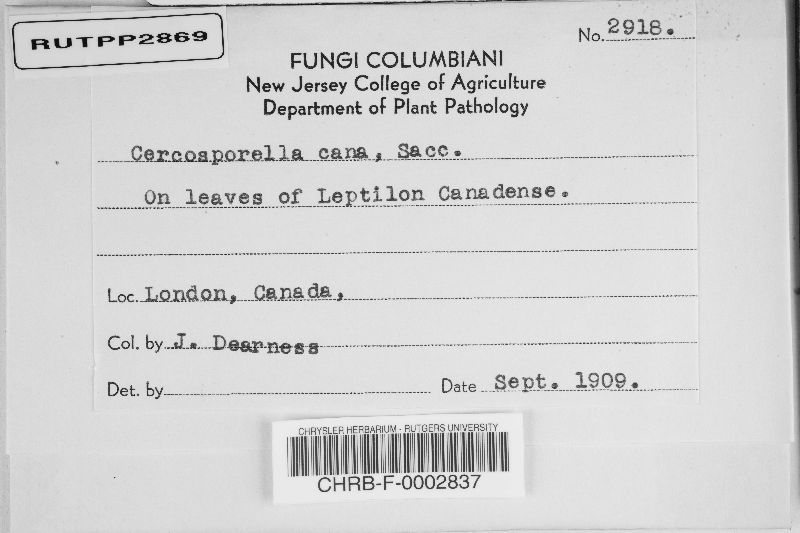 RUTPP2869
No. 2918.
FUNGI COLUMBIANI
New Jersey College of Agriculture
Department of Plant Pathology
Cercosporella cana, Sacc.
On leaves of Leptilon Canadense.
Loc. London, Canada,
Col. by J. Dearness
Det. by
Date Sept. 1909.
CHRYSLER HERBARIUM - RUTGERS UNIVERSITY
CHRB-F-0002837